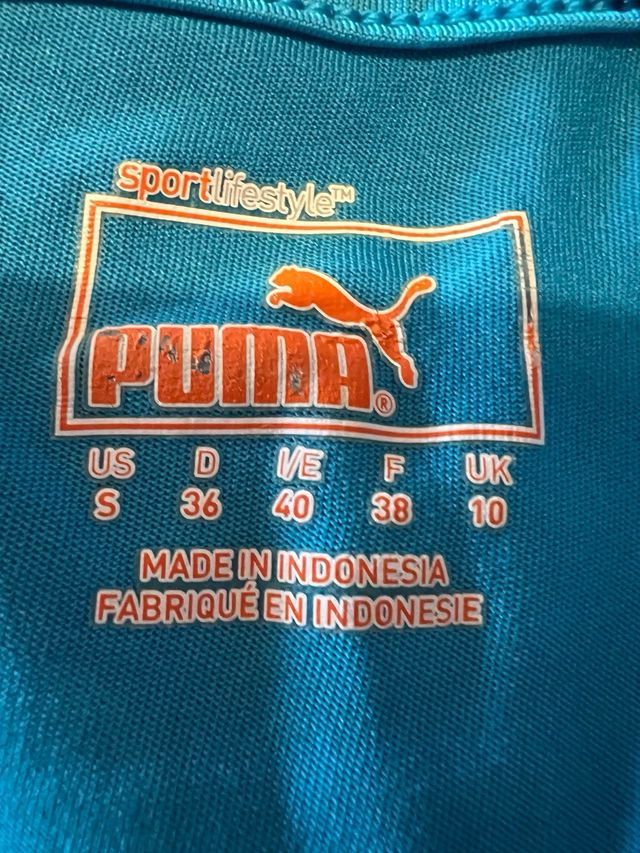 sportlifestyle™
PUMA®
US D I/E F UK
S 36 40 38 10
MADE IN INDONESIA
FABRIQUÉ EN INDONESIE